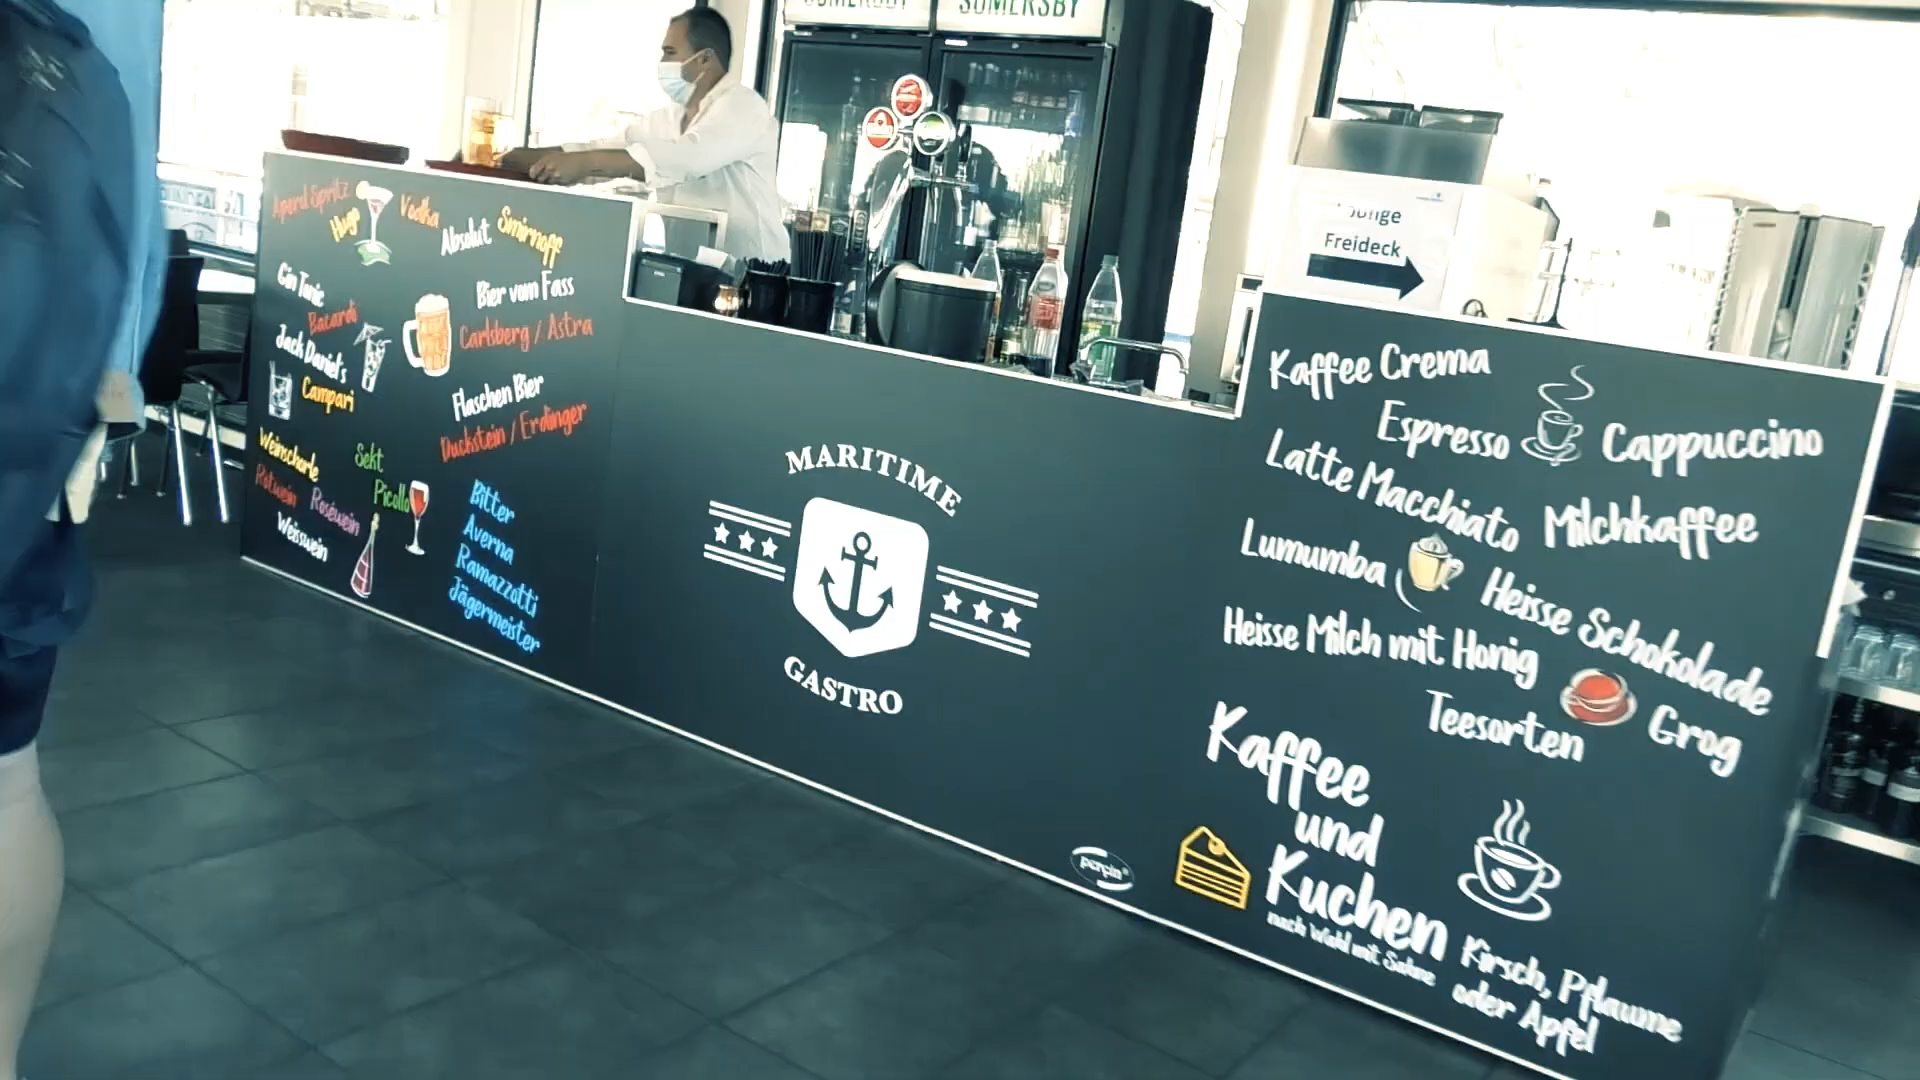 SOMERSBY
SOMERSBY
Lounge
Freideck
Aperol Spritz
Hugo
Vodka
Absolut
Smirnoff
Gin Tonic
Bacardi
Jack Daniel's
Campari
Bier vom Fass
Carlsberg / Astra
Flaschen Bier
Duckstein / Erdinger
Weinschorle
Rotwein
Roséwein
Weisswein
Sekt
Picollo
Bitter
Averna
Ramazzotti
Jägermeister
MARITIME
GASTRO
Kaffee Crema
Espresso
Cappuccino
Latte Macchiato
Milchkaffee
Lumumba
Heisse Schokolade
Heisse Milch mit Honig
Teesorten
Grog
Kaffee
und
Kuchen
nach Wahl mit Sahne
Kirsch, Pflaume
oder Apfel